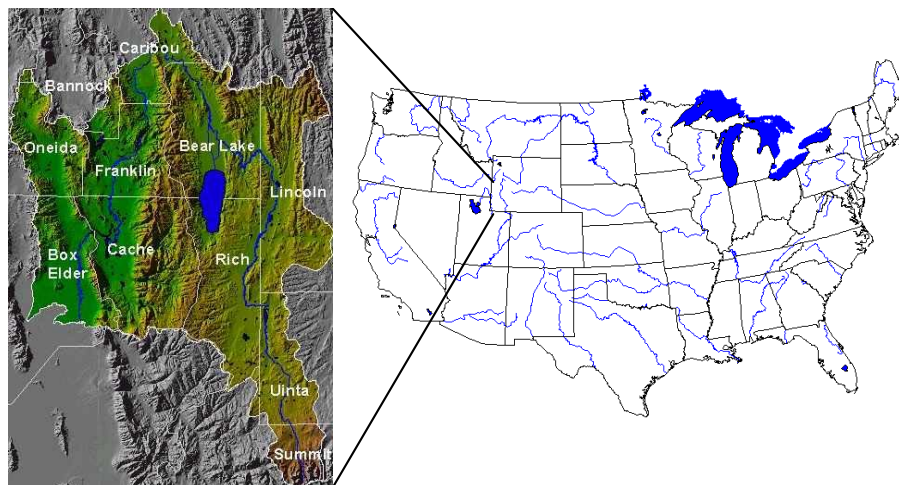 Caribou
Bannock
Oneida
Bear Lake
Franklin
Lincoln
Cache
Box
Elder
Rich
Uinta
Summit